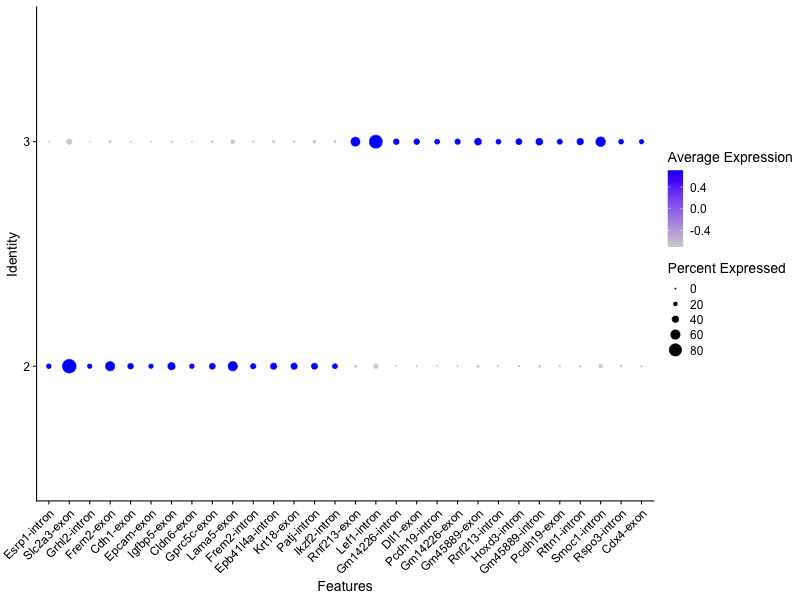 3
2
Identity
Esrp1-intron
Slc2a3-exon
Grhl2-intron
Frem2-exon
Cdh1-exon
Epcam-exon
Igfbp5-exon
Cldn6-exon
Gprc5c-exon
Lama5-exon
Frem2-intron
Epb41l4a-intron
Krt18-exon
Patj-intron
Ikzf2-intron
Rnf213-exon
Lef1-intron
Gm14226-intron
Dll1-exon
Pcdh19-intron
Gm14226-exon
Gm45889-exon
Rnf213-intron
Hoxd3-intron
Gm45889-intron
Pcdh19-exon
Rftn1-intron
Smoc1-intron
Rspo3-intron
Cdx4-exon
Features
Average Expression
0.4
0.0
-0.4
Percent Expressed
0
20
40
60
80